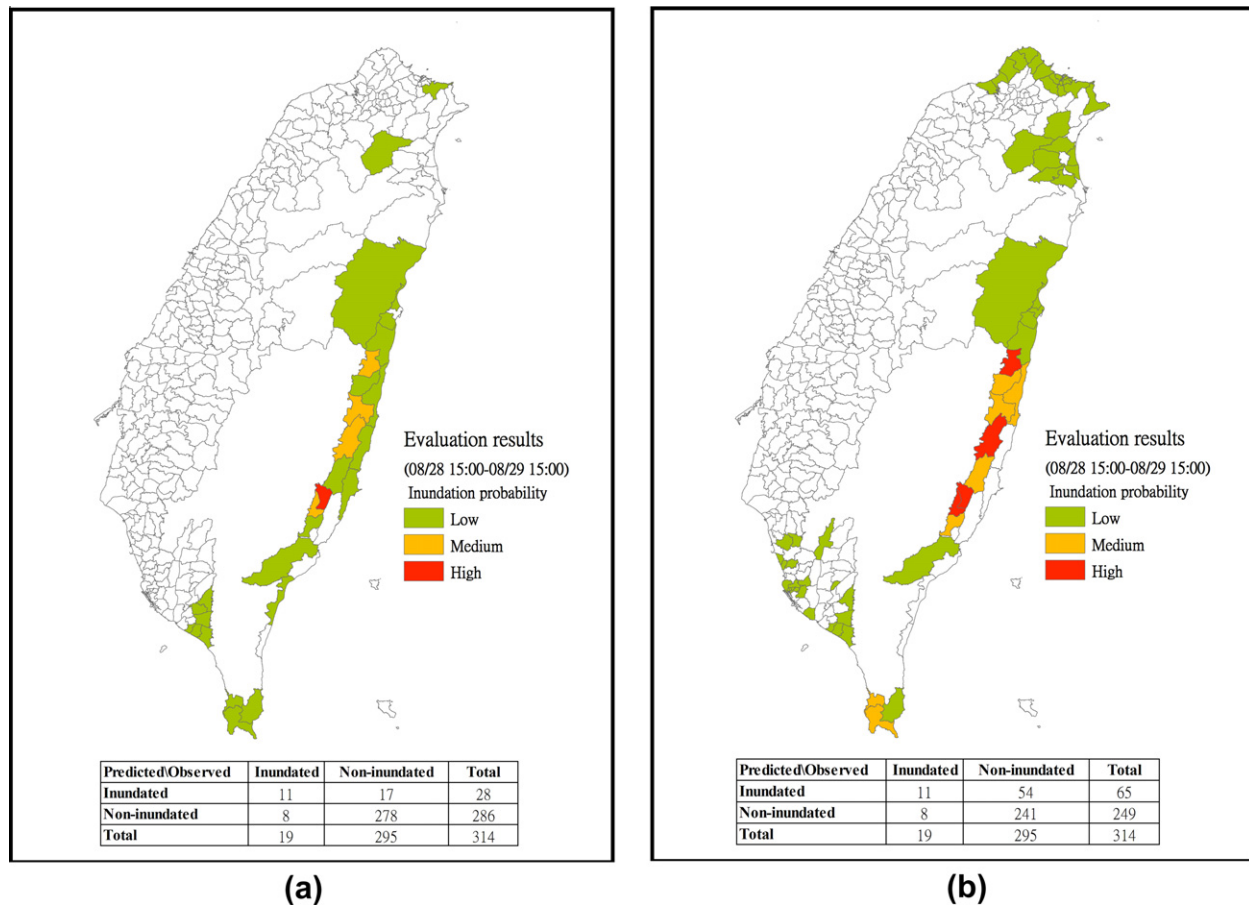 Evaluation results
(08/28 15:00-08/29 15:00)
Inundation probability
Low
Medium
High
Predicted\Observed Inundated Non-inundated Total
Inundated 11 17 28
Non-inundated 8 278 286
Total 19 295 314
(a)
Evaluation results
(08/28 15:00-08/29 15:00)
Inundation probability
Low
Medium
High
Predicted\Observed Inundated Non-inundated Total
Inundated 11 54 65
Non-inundated 8 241 249
Total 19 295 314
(b)